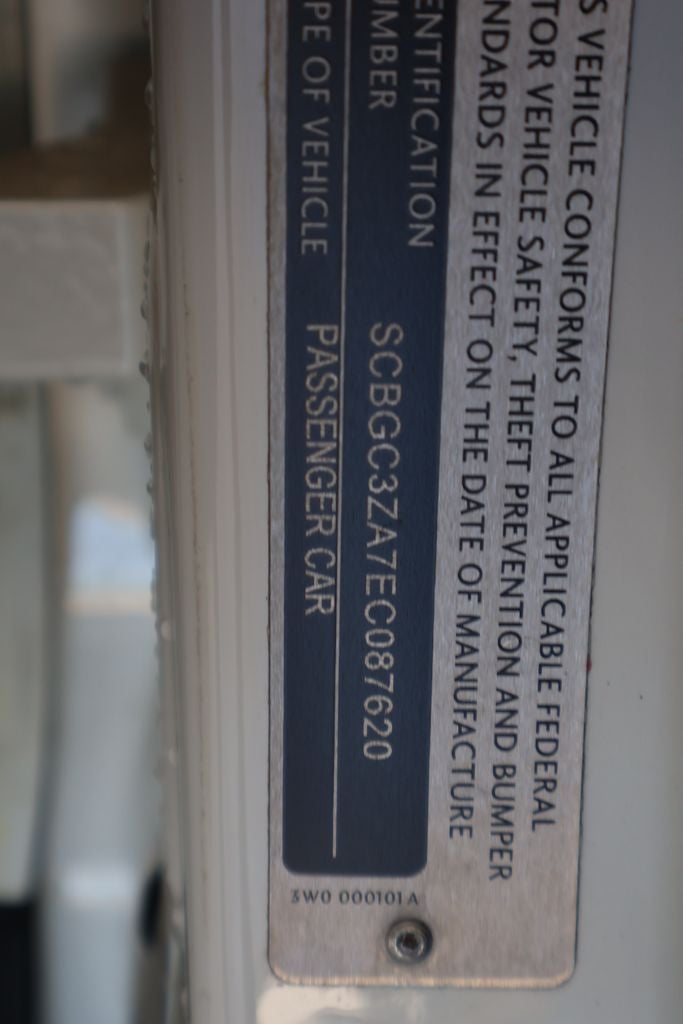 S VEHICLE CONFORMS TO ALL APPLICABLE FEDERAL
TOR VEHICLE SAFETY, THEFT PREVENTION AND BUMPER
NDARDS IN EFFECT ON THE DATE OF MANUFACTURE
ENTIFICATION
UMBER
SCBGC3ZA7EC087620
PE OF VEHICLE
PASSENGER CAR
3W0 000101A